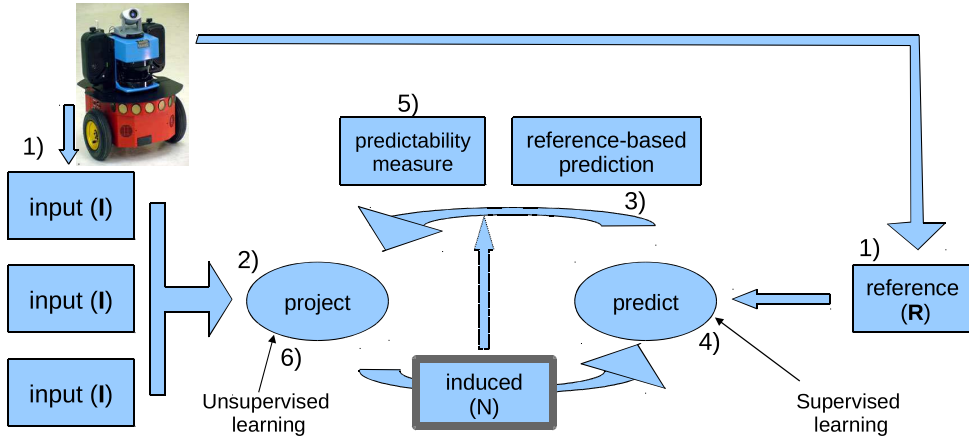 1)
input (I)
input (I)
input (I)
2)
project
6)
Unsupervised
learning
5)
predictability
measure
reference-based
prediction
3)
induced
(N)
predict
4)
Supervised
learning
1)
reference
(R)